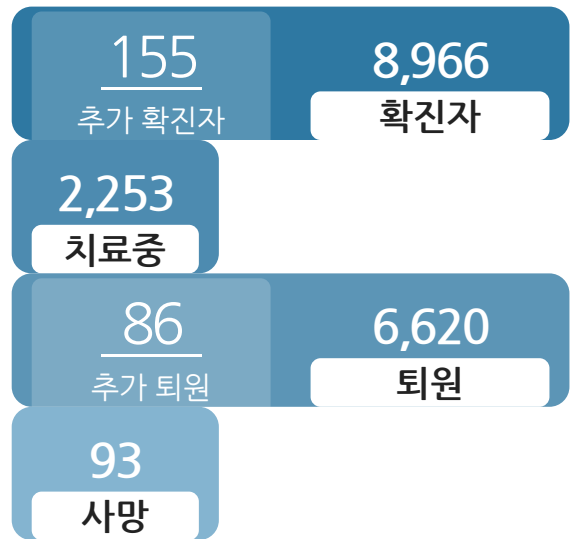 155
추가 확진자
8,966
확진자
2,253
치료중
86
추가 퇴원
6,620
퇴원
93
사망